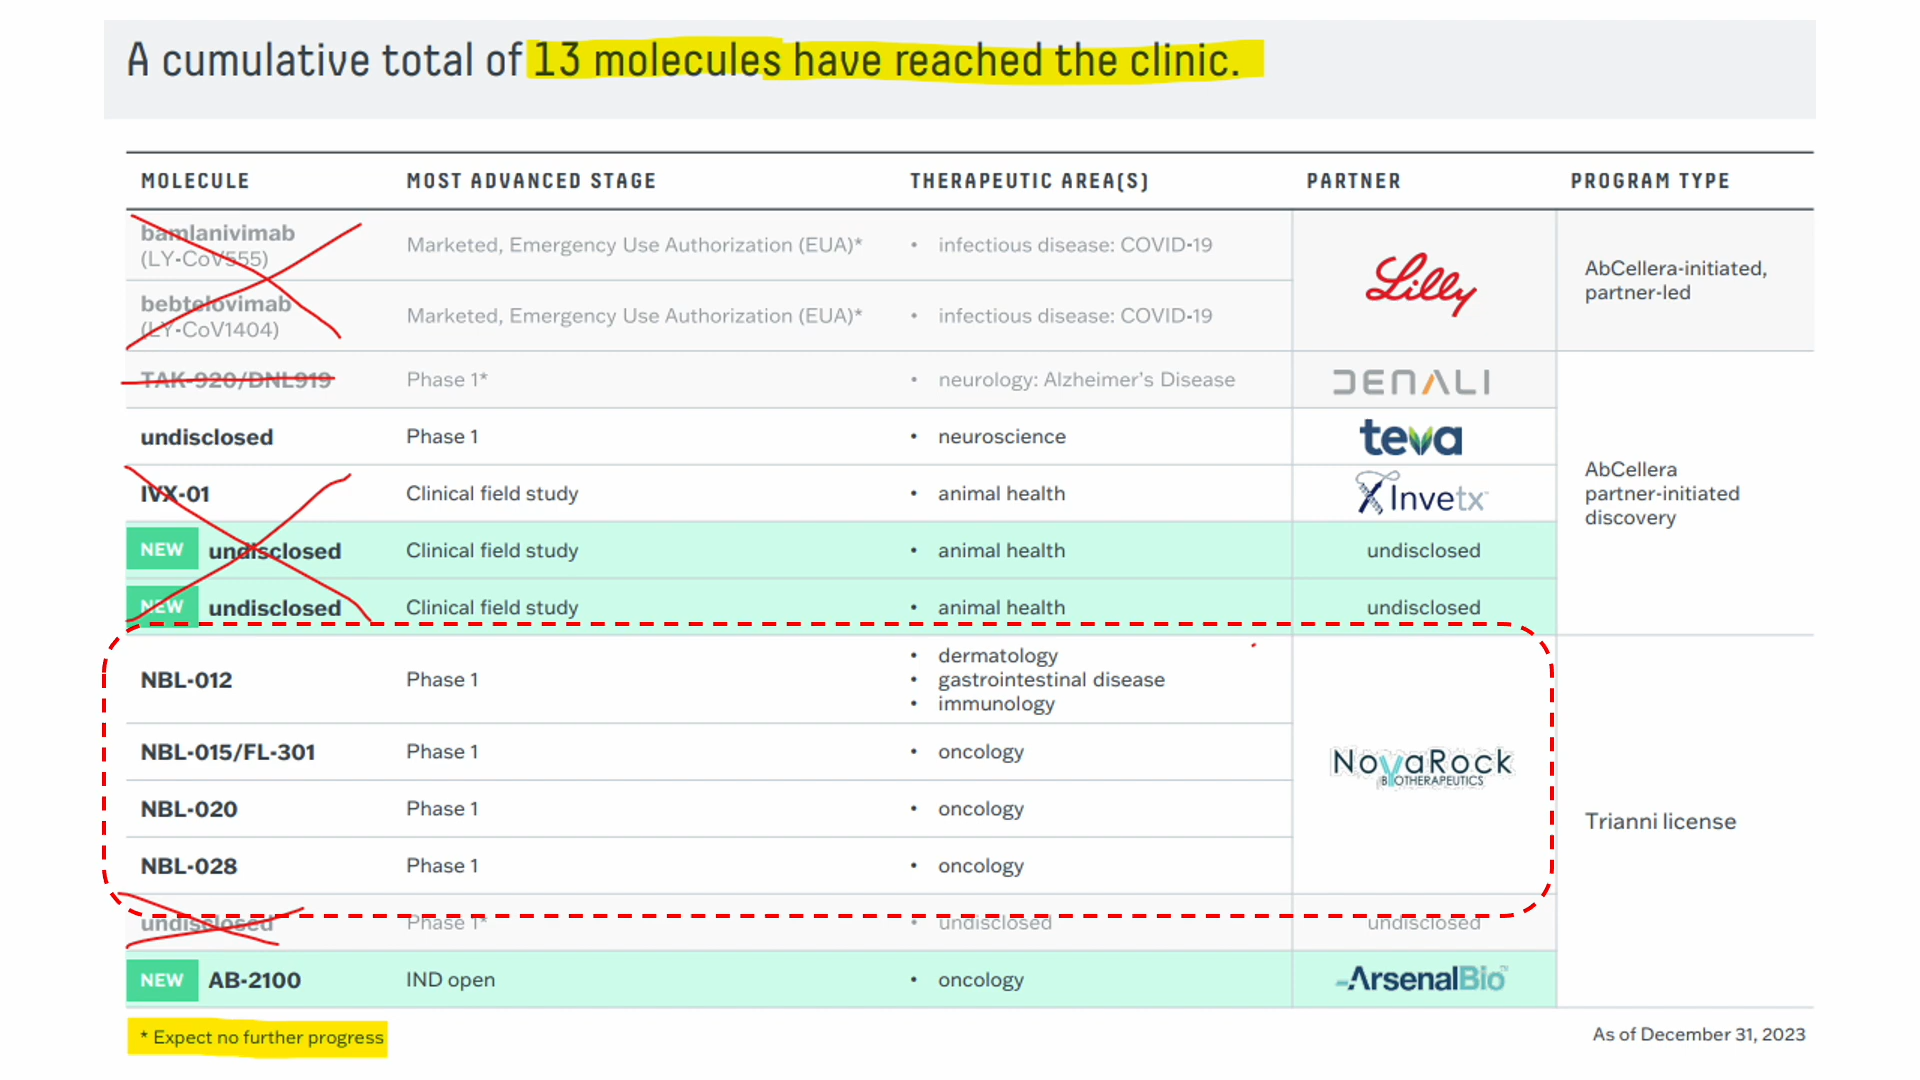 A cumulative total of 13 molecules have reached the clinic.
MOLECULE MOST ADVANCED STAGE THERAPEUTIC AREA(S) PARTNER PROGRAM TYPE
bamlanivimab
(LY-CoV555)
Marketed, Emergency Use Authorization (EUA)* • infectious disease: COVID-19
Lilly
AbCellera-initiated,
partner-led
bebtelovimab
(LY-CoV1404)
Marketed, Emergency Use Authorization (EUA)* • infectious disease: COVID-19
TAK-920/DNL919 Phase 1* • neurology: Alzheimer's Disease DENALI
undisclosed Phase 1 • neuroscience teva
AbCellera
partner-initiated
discovery
IVX-01 Clinical field study • animal health Invetx
NEW undisclosed Clinical field study • animal health undisclosed
NEW undisclosed Clinical field study • animal health undisclosed
NBL-012 Phase 1 • dermatology
• gastrointestinal disease
• immunology
NovaRock
BIOTHERAPEUTICS
NBL-015/FL-301 Phase 1 • oncology
NBL-020 Phase 1 • oncology
Trianni license
NBL-028 Phase 1 • oncology
undisclosed Phase 1* • undisclosed undisclosed
NEW AB-2100 IND open • oncology ArsenalBio™
* Expect no further progress
As of December 31, 2023